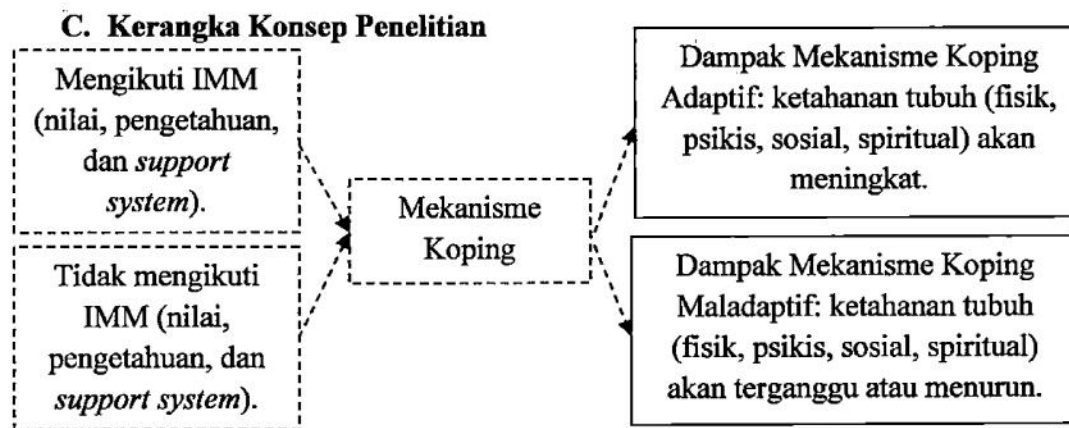 C. Kerangka Konsep Penelitian
Mengikuti IMM
(nilai, pengetahuan,
dan support
system).
Tidak mengikuti
IMM (nilai,
pengetahuan, dan
support system).
Mekanisme
Koping
Dampak Mekanisme Koping
Adaptif: ketahanan tubuh (fisik,
psikis, sosial, spiritual) akan
meningkat.
Dampak Mekanisme Koping
Maladaptif: ketahanan tubuh
(fisik, psikis, sosial, spiritual)
akan terganggu atau menurun.